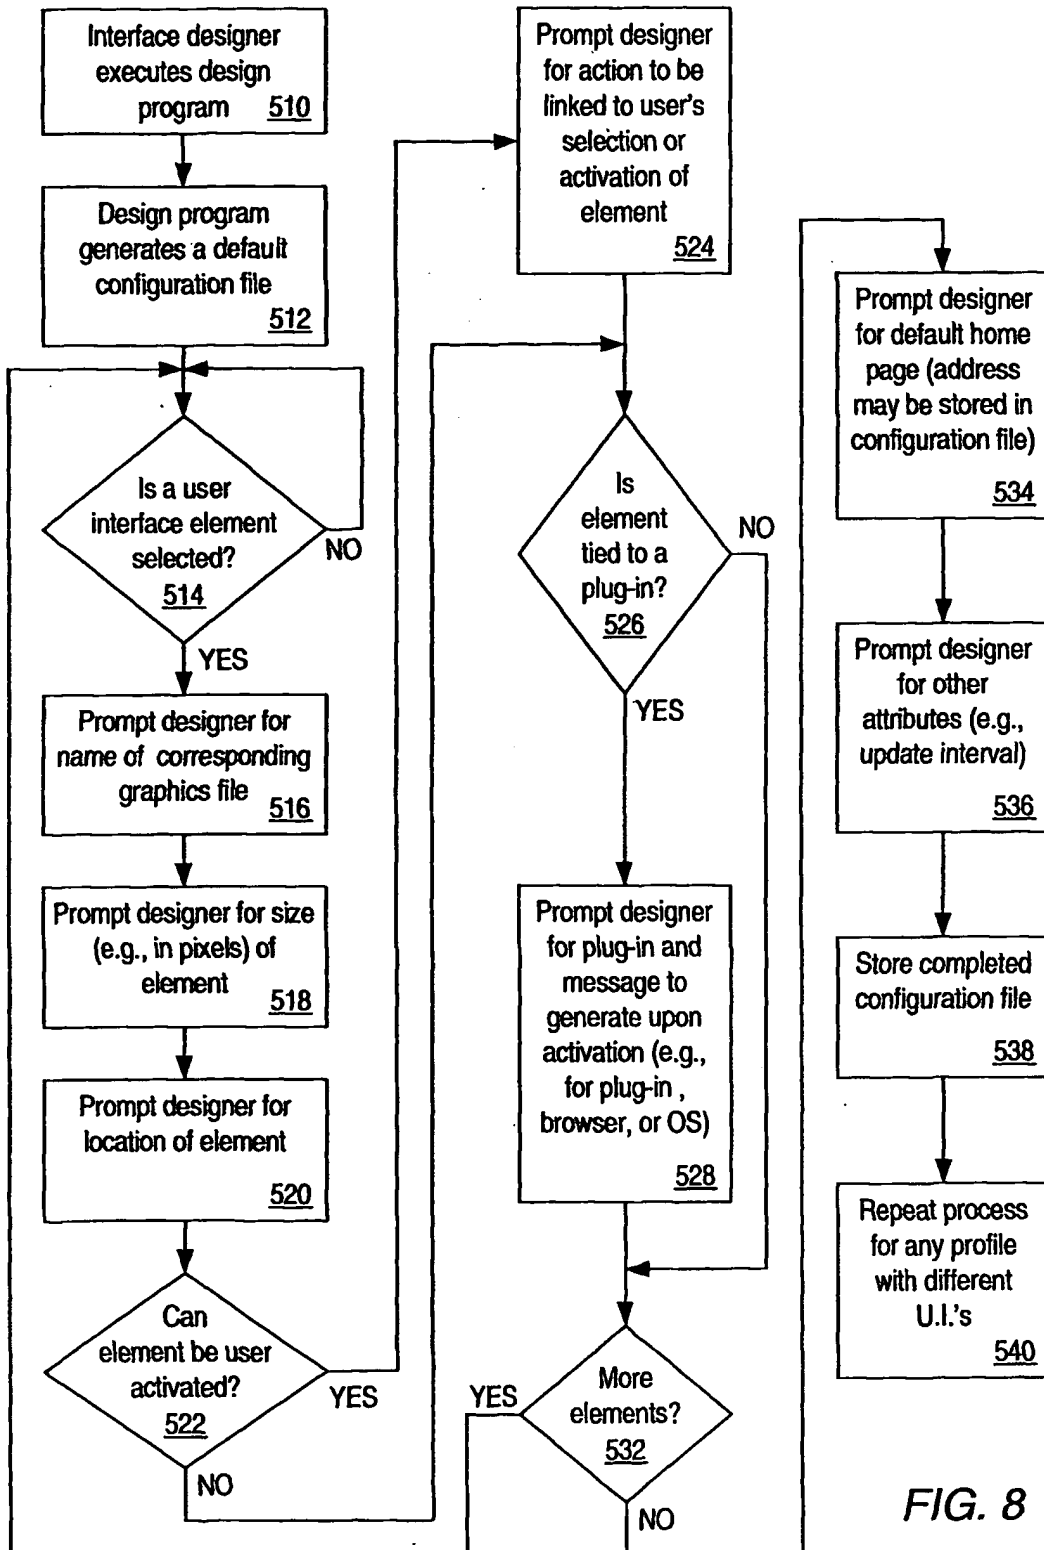 Interface designer
executes design
program 510
Design program
generates a default
configuration file
512
Is a user
interface element
selected?
514
NO
YES
Prompt designer for
name of corresponding
graphics file
516
Prompt designer for size
(e.g., in pixels) of
element
518
Prompt designer for
location of element
520
Can
element be user
activated?
522
YES
NO
Prompt designer
for action to be
linked to user's
selection or
activation of
element
524
Is
element
tied to a
plug-in?
526
NO
YES
Prompt designer
for plug-in and
message to
generate upon
activation (e.g.,
for plug-in ,
browser, or OS)
528
More
elements?
532
YES
NO
Prompt designer
for default home
page (address
may be stored in
configuration file)
534
Prompt designer
for other
attributes (e.g.,
update interval)
536
Store completed
configuration file
538
Repeat process
for any profile
with different
U.I.'s
540
FIG. 8